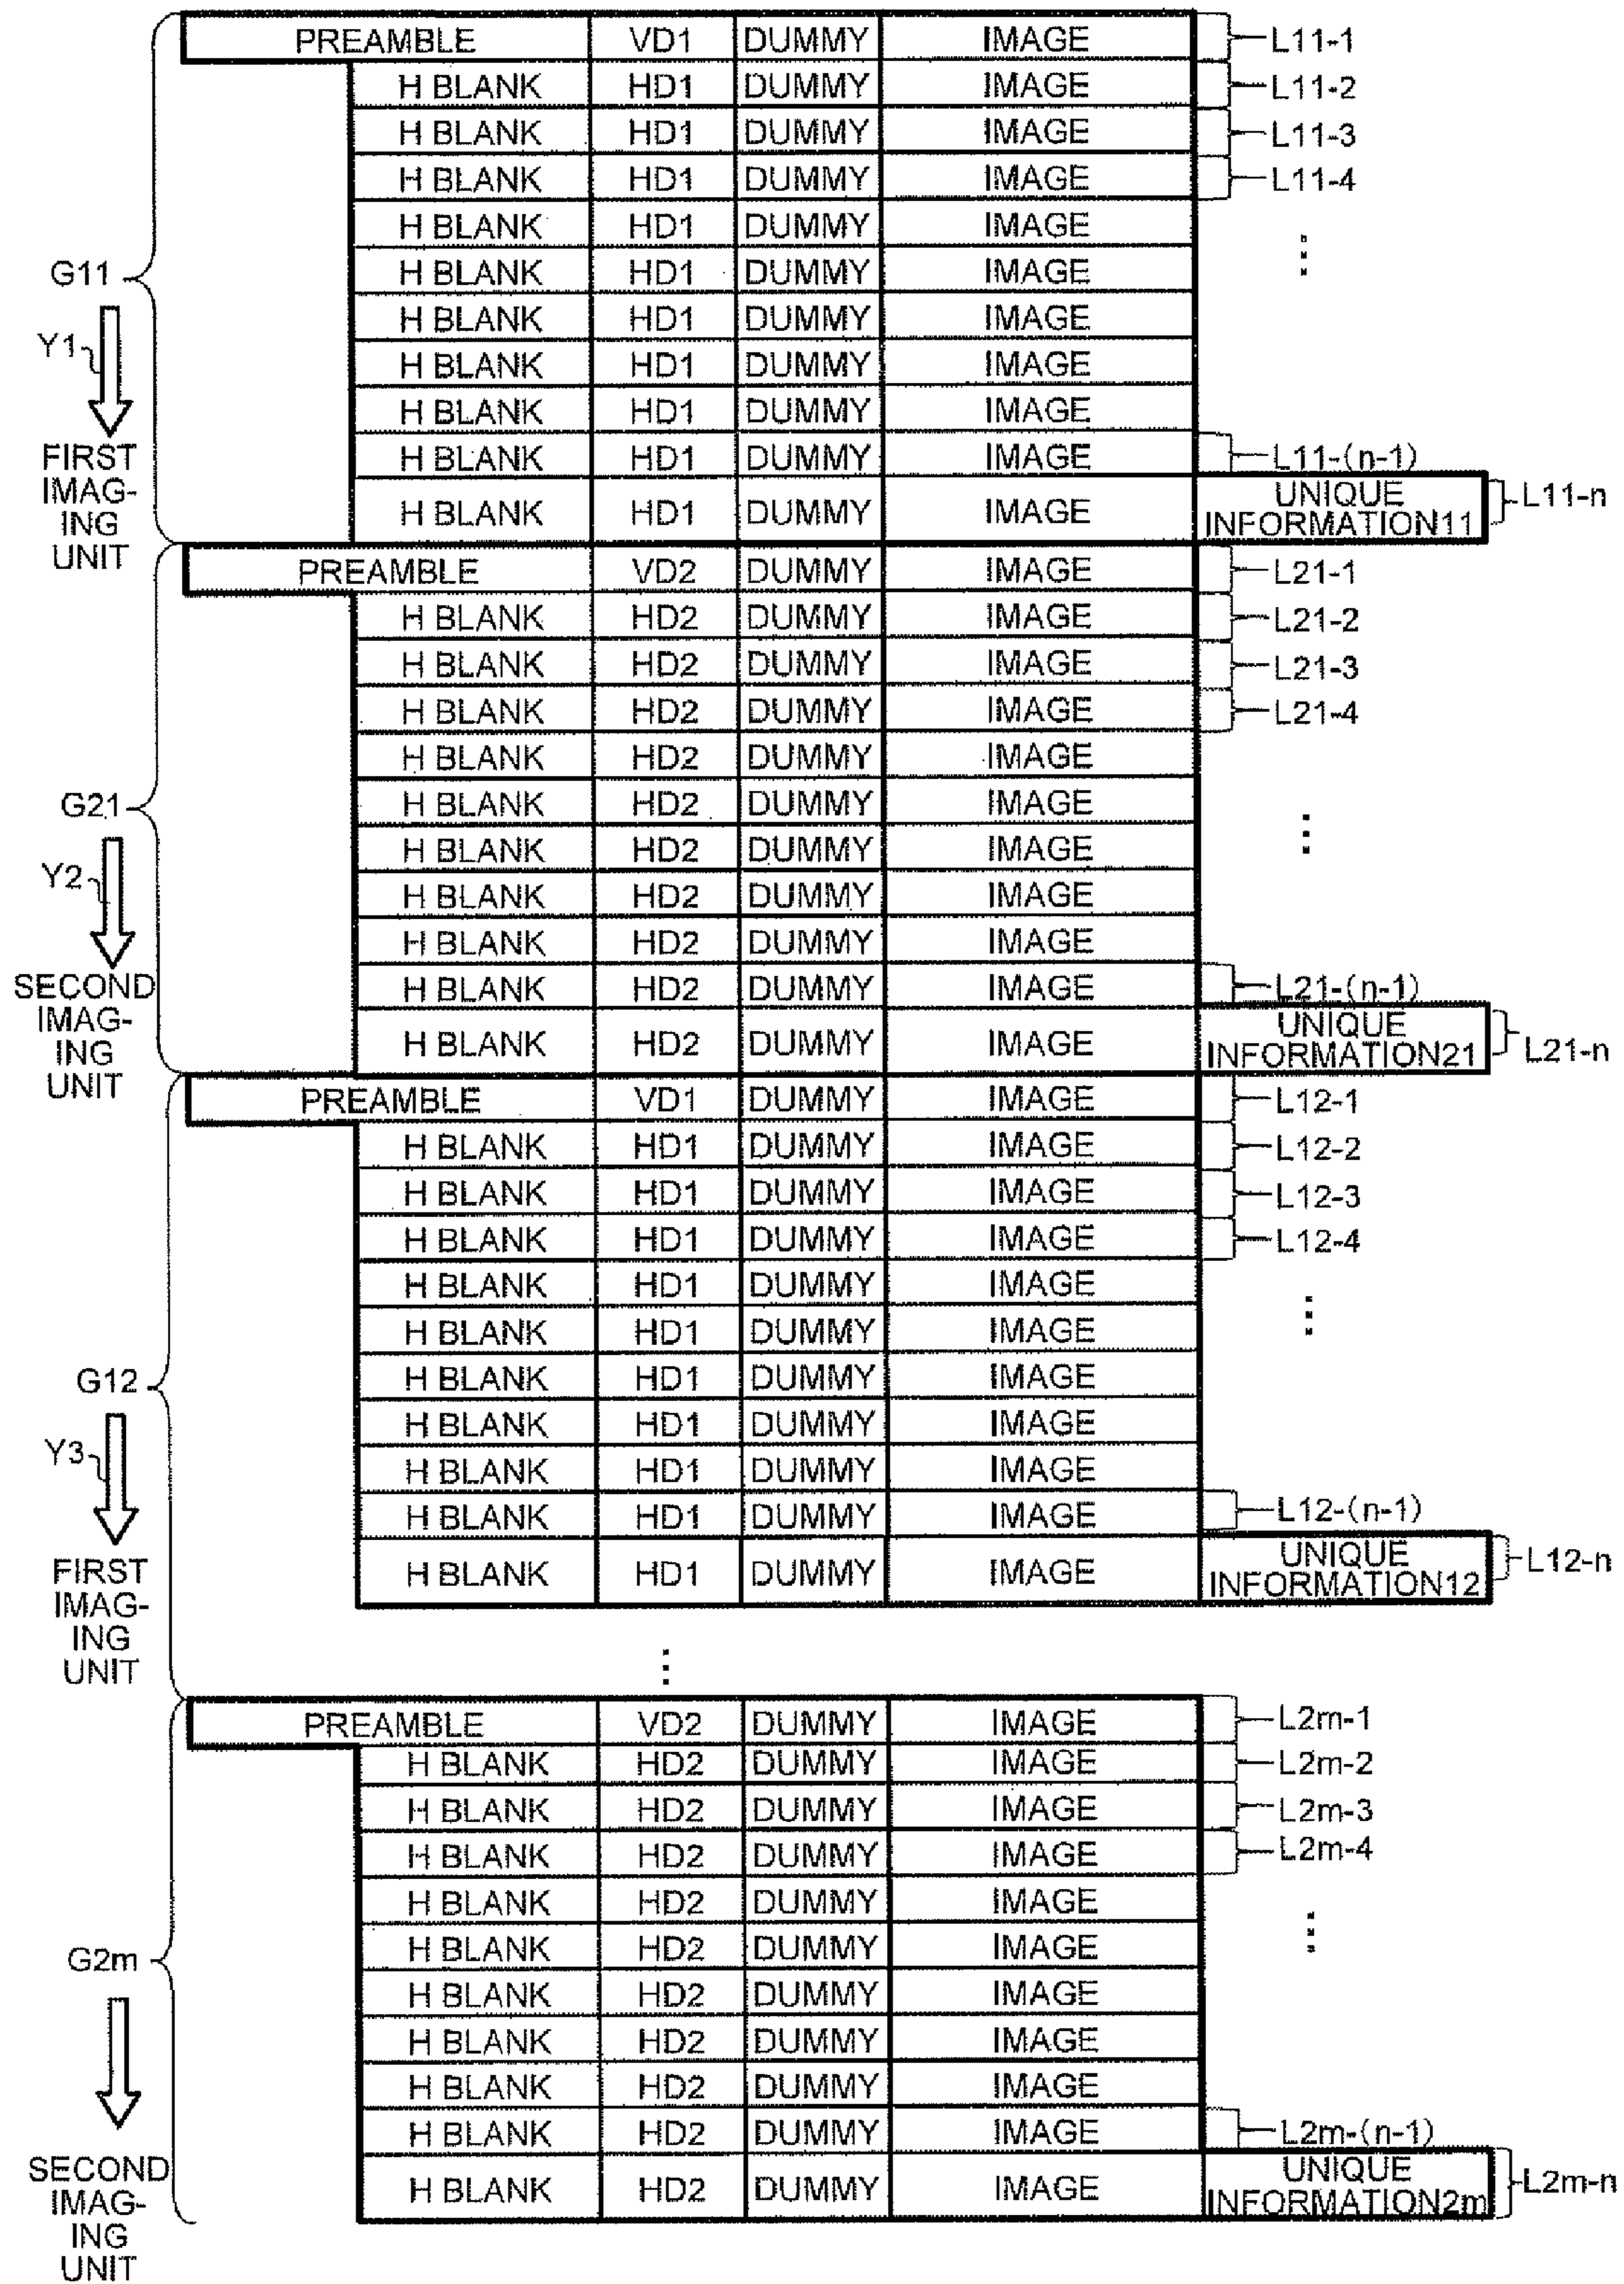 PREAMBLE VD1 DUMMY IMAGE L11-1
H BLANK HD1 DUMMY IMAGE L11-2
H BLANK HD1 DUMMY IMAGE L11-3
H BLANK HD1 DUMMY IMAGE L11-4
H BLANK HD1 DUMMY IMAGE
G11 H BLANK HD1 DUMMY IMAGE
Y1 H BLANK HD1 DUMMY IMAGE
H BLANK HD1 DUMMY IMAGE
H BLANK HD1 DUMMY IMAGE
H BLANK HD1 DUMMY IMAGE L11-(n-1)
H BLANK HD1 DUMMY IMAGE UNIQUE INFORMATION11 L11-n
FIRST
IMAG-
ING
UNIT
PREAMBLE VD2 DUMMY IMAGE L21-1
H BLANK HD2 DUMMY IMAGE L21-2
H BLANK HD2 DUMMY IMAGE L21-3
H BLANK HD2 DUMMY IMAGE L21-4
H BLANK HD2 DUMMY IMAGE
G21 H BLANK HD2 DUMMY IMAGE
H BLANK HD2 DUMMY IMAGE
Y2 H BLANK HD2 DUMMY IMAGE
H BLANK HD2 DUMMY IMAGE
H BLANK HD2 DUMMY IMAGE L21-(n-1)
H BLANK HD2 DUMMY IMAGE UNIQUE INFORMATION21 L21-n
SECOND
IMAG-
ING
UNIT
PREAMBLE VD1 DUMMY IMAGE L12-1
H BLANK HD1 DUMMY IMAGE L12-2
H BLANK HD1 DUMMY IMAGE L12-3
H BLANK HD1 DUMMY IMAGE L12-4
H BLANK HD1 DUMMY IMAGE
H BLANK HD1 DUMMY IMAGE
G12 H BLANK HD1 DUMMY IMAGE
H BLANK HD1 DUMMY IMAGE
Y3 H BLANK HD1 DUMMY IMAGE
H BLANK HD1 DUMMY IMAGE L12-(n-1)
H BLANK HD1 DUMMY IMAGE UNIQUE INFORMATION12 L12-n
FIRST
IMAG-
ING
UNIT
PREAMBLE VD2 DUMMY IMAGE L2m-1
H BLANK HD2 DUMMY IMAGE L2m-2
H BLANK HD2 DUMMY IMAGE L2m-3
H BLANK HD2 DUMMY IMAGE L2m-4
H BLANK HD2 DUMMY IMAGE
G2m H BLANK HD2 DUMMY IMAGE
H BLANK HD2 DUMMY IMAGE
H BLANK HD2 DUMMY IMAGE
H BLANK HD2 DUMMY IMAGE
H BLANK HD2 DUMMY IMAGE L2m-(n-1)
H BLANK HD2 DUMMY IMAGE UNIQUE INFORMATION2m L2m-n
SECOND
IMAG-
ING
UNIT